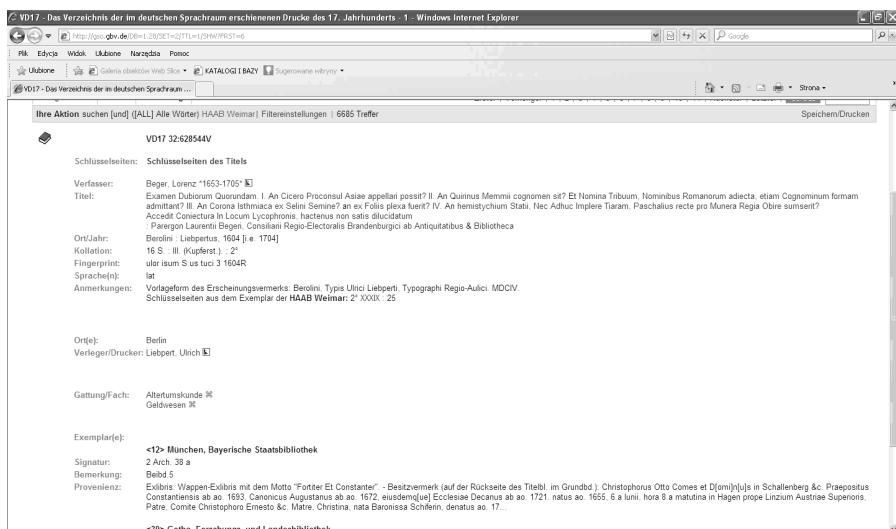 VD17 - Das Verzeichnis der im deutschen Sprachraum erschienenen Drucke des 17. Jahrhunderts - 1 - Windows Internet Explorer
http://gso.gbv.de/DB=1.28/SET=2/TTL=1/SHW?FRST=6
Google
Plik Edycja Widok Ulubione Narzędzia Pomoc
Ulubione Galeria obiektów Web Slice KATALOGI I BAZY Sugerowane witryny
VD17 - Das Verzeichnis der im deutschen Sprachraum ... Strona
Ihre Aktion suchen [und] ([ALL] Alle Wörter) HAAB Weimar| Filtereinstellungen | 6685 Treffer Speichern/Drucken
VD17 32:628544V
Schlüsselseiten: Schlüsselseiten des Titels
Verfasser: Beger, Lorenz *1653-1705*
Titel: Examen Dubiorum Quorundam. I. An Cicero Proconsul Asiae appellari possit? II. An Quirinus Memmii cognomen sit? Et Nomina Tribuum, Nominibus Romanorum adiecta, etiam Cognominum formam
admittant? III. An Corona Isthmiaca ex Selini Semine? an ex Foliis plexa fuerit? IV. An hemistychium Statii, Nec Adhuc Implere Tiaram, Paschalius recte pro Munera Regia Obire sumserit?
Accedit Coniectura In Locum Lycophronis, hactenus non satis dilucidatum
: Parergon Laurentii Begeri, Consiliarii Regio-Electoralis Brandenburgici ab Antiquitatibus & Bibliotheca
Ort/Jahr: Berolini : Liebpertus, 1604 [i.e. 1704]
Kollation: 16 S. : Ill. (Kupferst.). ; 2°
Fingerprint: ulor isum S:us tuci 3 1604R
Sprache(n): lat
Anmerkungen: Vorlageform des Erscheinungsvermerks: Berolini, Typis Ulrici Liebperti, Typographi Regio-Aulici. MDCIV.
Schlüsselseiten aus dem Exemplar der HAAB Weimar: 2° XXXIX : 25
Ort(e): Berlin
Verleger/Drucker: Liebpert, Ulrich
Gattung/Fach: Altertumskunde
Geldwesen
Exemplar(e):
<12> München, Bayerische Staatsbibliothek
Signatur: 2 Arch. 38 a
Bemerkung: Beibd.5
Provenienz: Exlibris: Wappen-Exlibris mit dem Motto "Fortiter Et Constanter". - Besitzvermerk (auf der Rückseite des Titelbl. im Grundbd.): Christophorus Otto Comes et D[omi]n[u]s in Schallenberg &c. Praepositus
Constantiensis ab ao. 1693, Canonicus Augustanus ab ao. 1672, eiusdemq[ue] Ecclesiae Decanus ab ao. 1721. natus ao. 1655, 6.a Iunii, hora 8.a matutina in Hagen prope Linzium Austriae Superioris,
Patre, Comite Christophoro Ernesto &c. Matre, Christina, nata Baronissa Schiferin, denatus ao. 17...